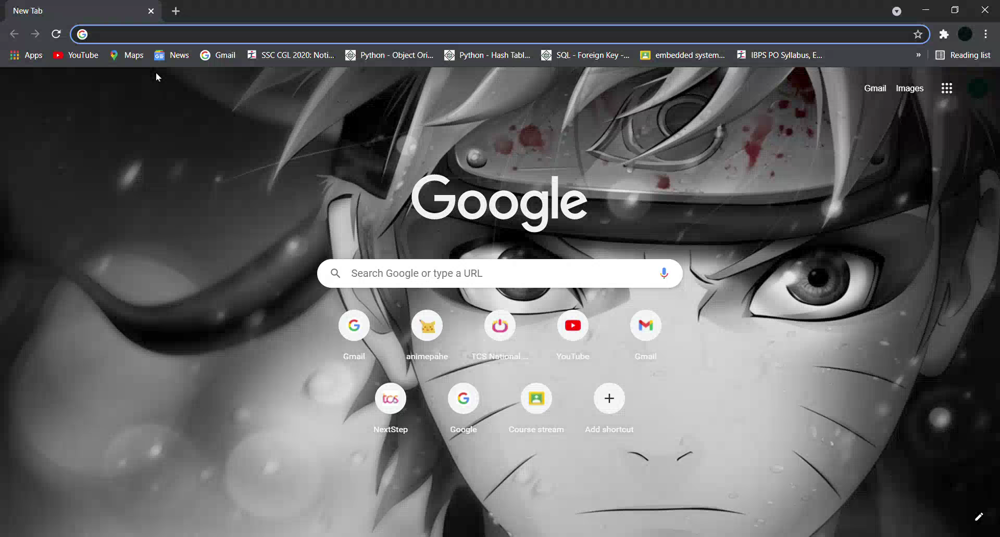 New Tab
Apps YouTube Maps News Gmail SSC CGL 2020: Noti... Python - Object Ori... Python - Hash Tabl... SQL - Foreign Key -... embedded system... IBPS PO Syllabus, E... » Reading list
Gmail Images
Google
Search Google or type a URL
Gmail animepahe TCS National ... YouTube Gmail
tcs
NextStep Google Course stream Add shortcut